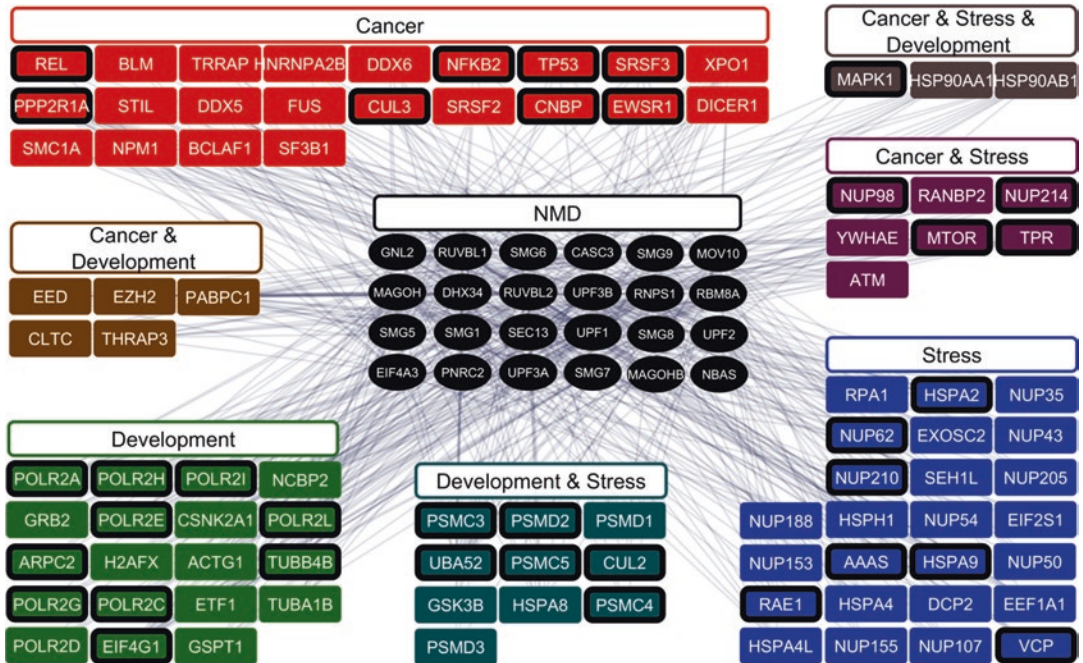 Cancer
REL BLM TRRAP HNRNPA2B DDX6 NFKB2 TP53 SRSF3 XPO1
PPP2R1A STIL DDX5 FUS CUL3 SRSF2 CNBP EWSR1 DICER1
SMC1A NPM1 BCLAF1 SF3B1
Cancer & Stress &
Development
MAPK1 HSP90AA1 HSP90AB1
Cancer & Stress
NUP98 RANBP2 NUP214
YWHAE MTOR TPR
ATM
Cancer &
Development
EED EZH2 PABPC1
CLTC THRAP3
NMD
GNL2 RUVBL1 SMG6 CASC3 SMG9 MOV10
MAGOH DHX34 RUVBL2 UPF3B RNPS1 RBM8A
SMG5 SMG1 SEC13 UPF1 SMG8 UPF2
EIF4A3 PNRC2 UPF3A SMG7 MAGOHB NBAS
Stress
RPA1 HSPA2 NUP35
NUP62 EXOSC2 NUP43
NUP210 SEH1L NUP205
NUP188 HSPH1 NUP54 EIF2S1
NUP153 AAAS HSPA9 NUP50
RAE1 HSPA4 DCP2 EEF1A1
HSPA4L NUP155 NUP107 VCP
Development
POLR2A POLR2H POLR2I NCBP2
GRB2 POLR2E CSNK2A1 POLR2L
ARPC2 H2AFX ACTG1 TUBB4B
POLR2G POLR2C ETF1 TUBA1B
POLR2D EIF4G1 GSPT1
Development & Stress
PSMC3 PSMD2 PSMD1
UBA52 PSMC5 CUL2
GSK3B HSPA8 PSMC4
PSMD3